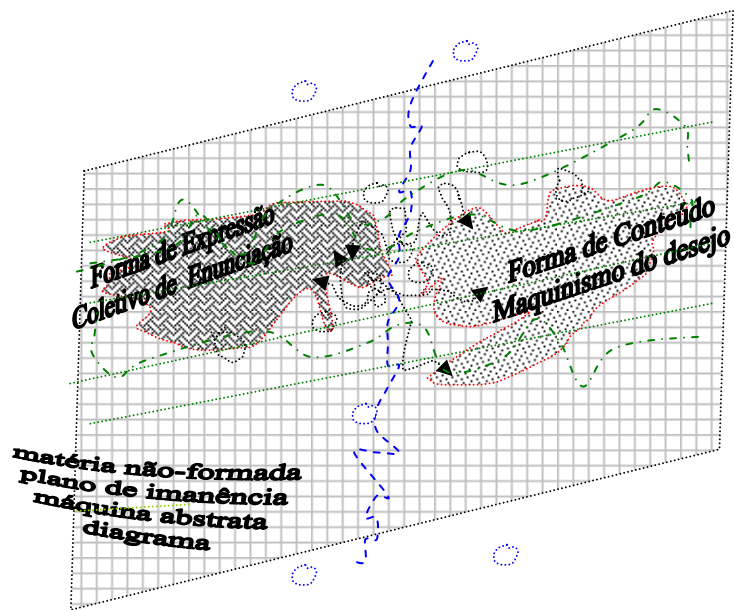 Forma de Expressão
Coletivo de Enunciação
Forma de Conteúdo
Maquinismo do desejo
matéria não-formada
plano de imanência
máquina abstrata
diagrama